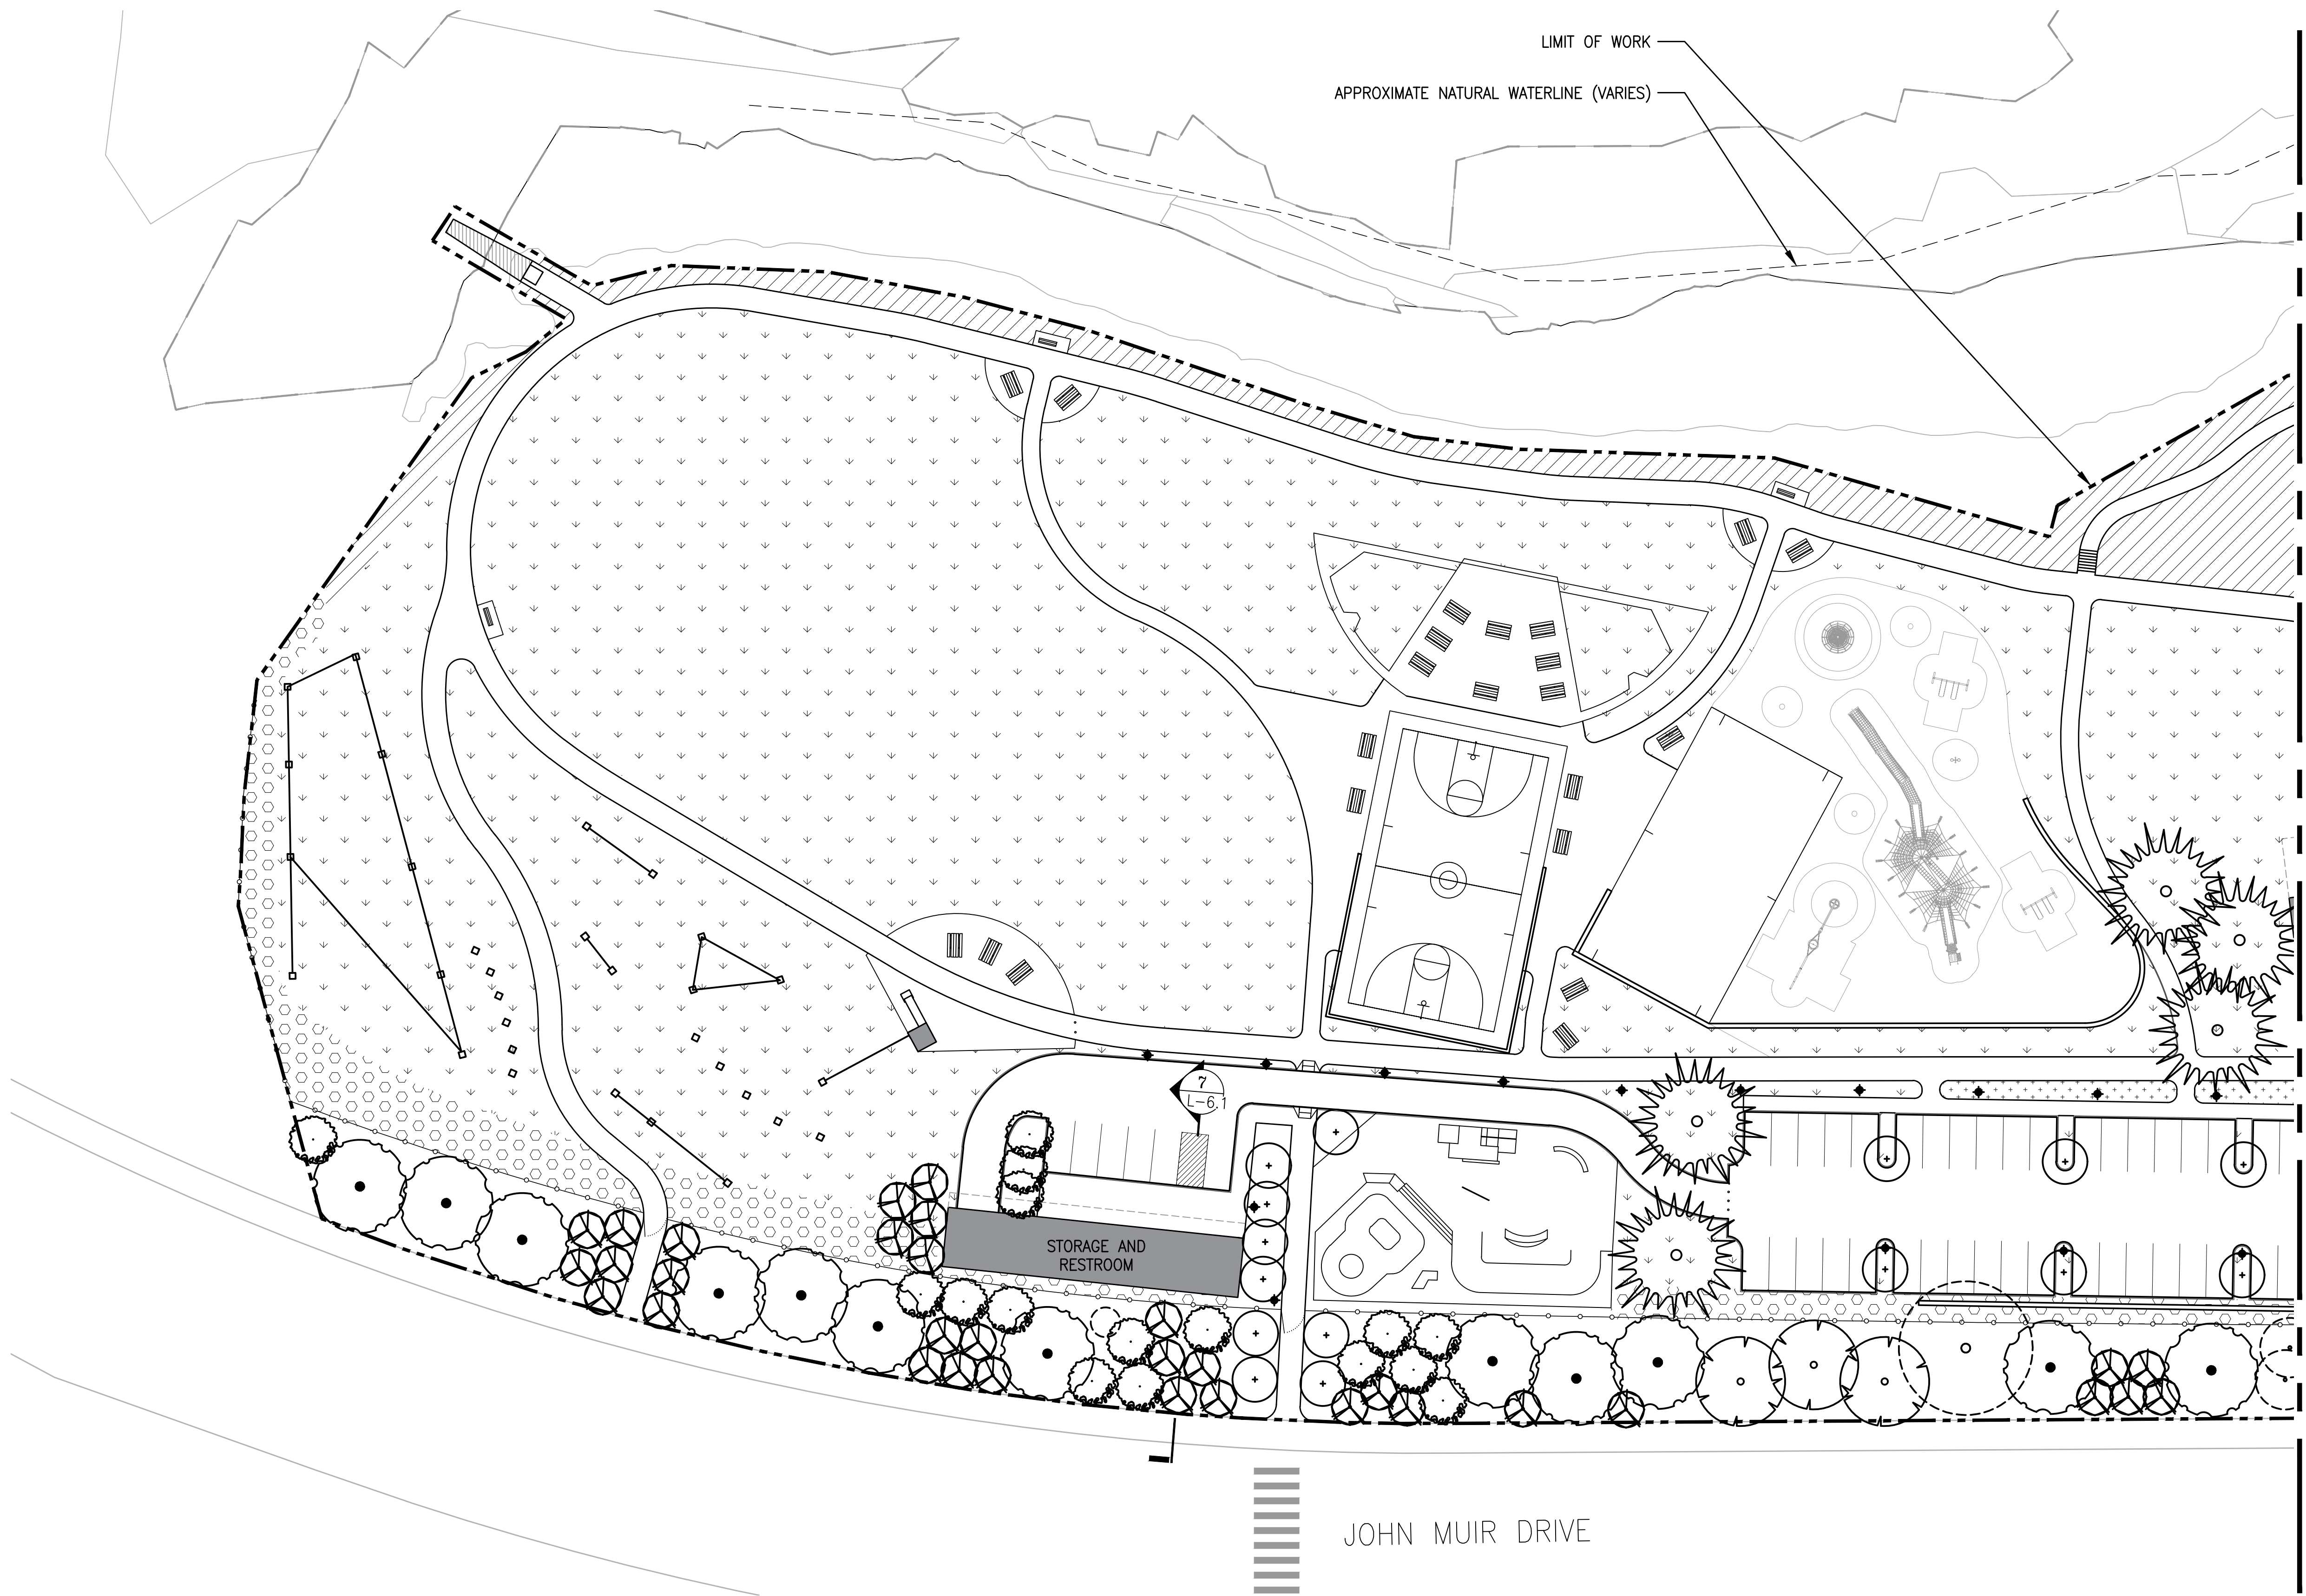 LIMIT OF WORK
APPROXIMATE NATURAL WATERLINE (VARIES)
7
L-6.1
STORAGE AND
RESTROOM
JOHN MUIR DRIVE